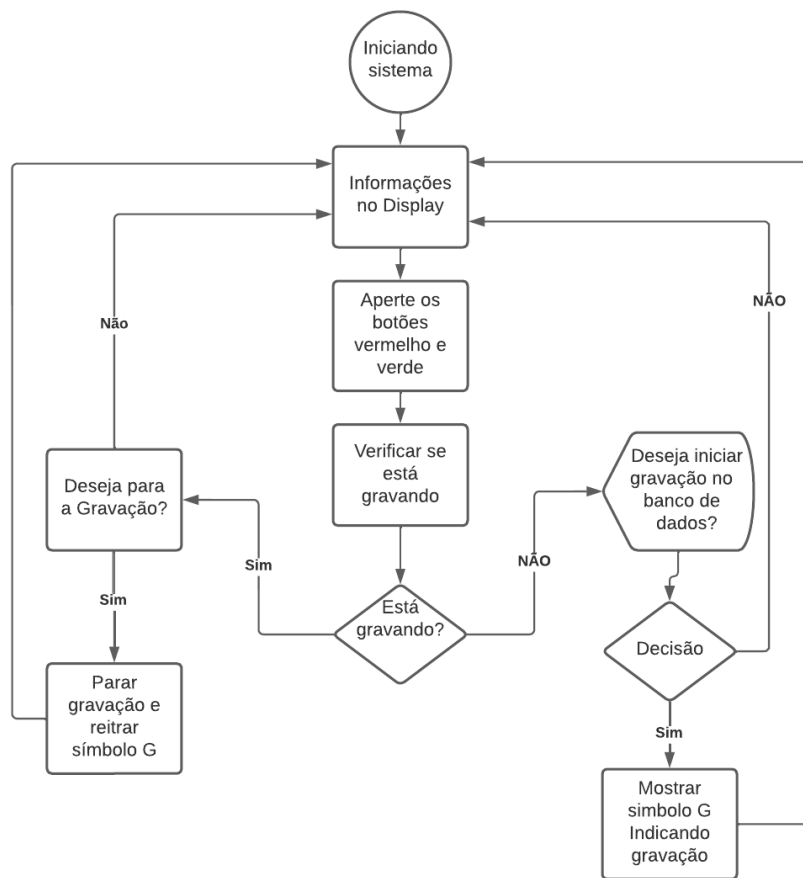 Iniciando
sistema
Informações
no Display
Aperte os
botões
vermelho e
verde
Verificar se
está
gravando
Está
gravando?
Sim
NÃO
Deseja para
a Gravação?
Não
Sim
Parar
gravação e
reitrar
símbolo G
Deseja iniciar
gravação no
banco de
dados?
Decisão
NÃO
Sim
Mostrar
simbolo G
Indicando
gravação